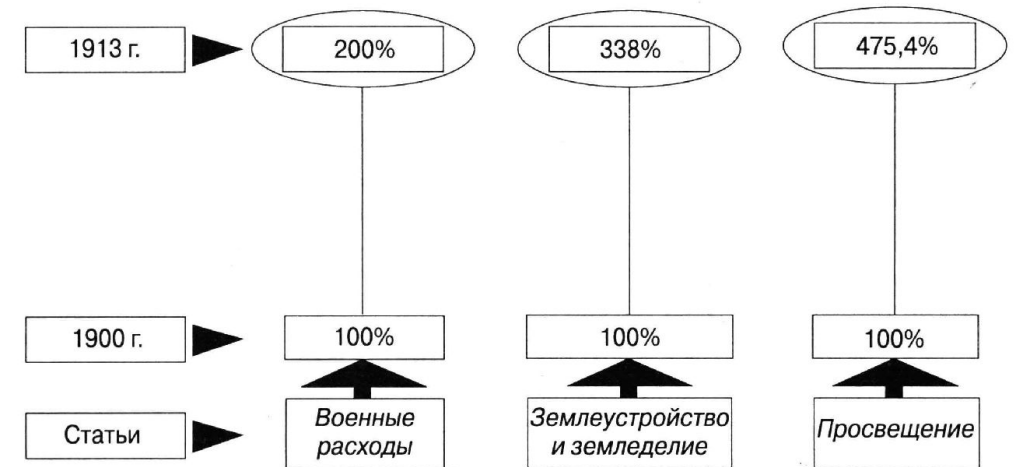 1913 г.
200%
338%
475,4%
1900 г.
100%
100%
100%
Статьи
Военные
расходы
Землеустройство
и земледелие
Просвещение